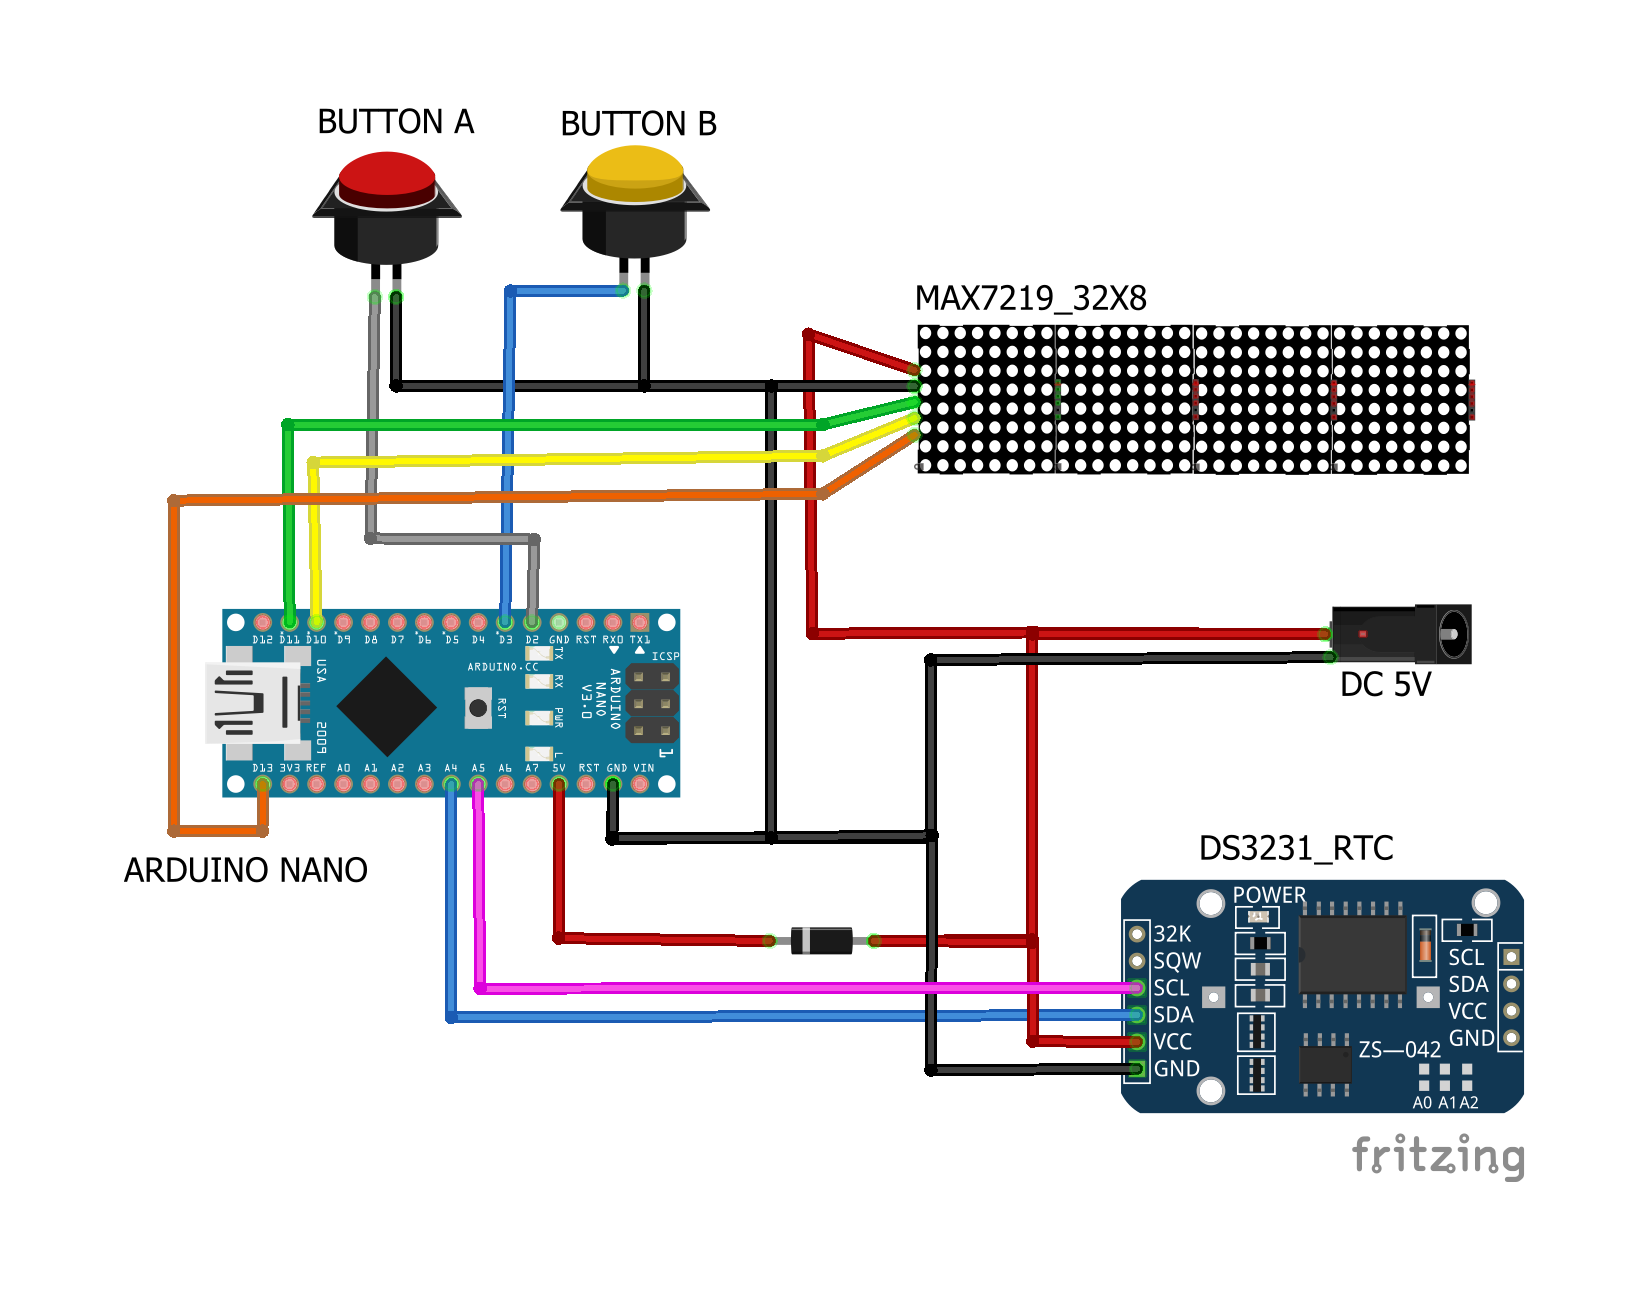 BUTTON A
BUTTON B
MAX7219_32X8
D12 D11 D10 D9 D8 D7 D6 D5 D4 D3 D2 GND RST RX0 TX1
ARDUINO.CC
TX
RX
PWR
L
RST
ICSP
ARDUINO
NANO
V3.0
1
USA
2009
D13 3V3 REF A0 A1 A2 A3 A4 A5 A6 A7 5V RST GND VIN
ARDUINO NANO
DC 5V
DS3231_RTC
POWER
32K
SQW
SCL
SDA
VCC
GND
SCL
SDA
VCC
GND
ZS—042
A0 A1 A2
fritzing